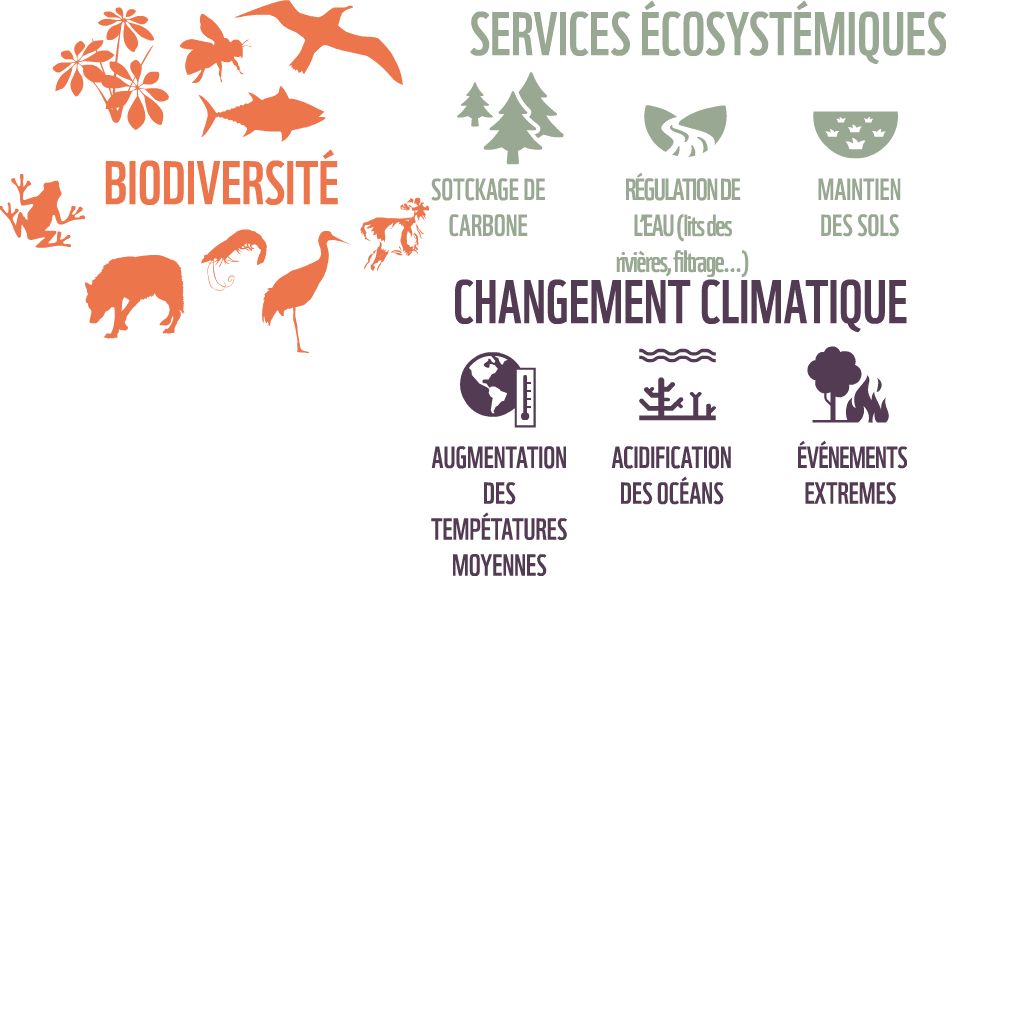 SERVICES ÉCOSYSTÉMIQUES
BIODIVERSITÉ
SOTCKAGE DE
CARBONE
RÉGULATION DE
L'EAU (lits des
rivières, filtrage...)
MAINTIEN
DES SOLS
CHANGEMENT CLIMATIQUE
AUGMENTATION
DES
TEMPÉTATURES
MOYENNES
ACIDIFICATION
DES OCÉANS
ÉVÉNEMENTS
EXTREMES